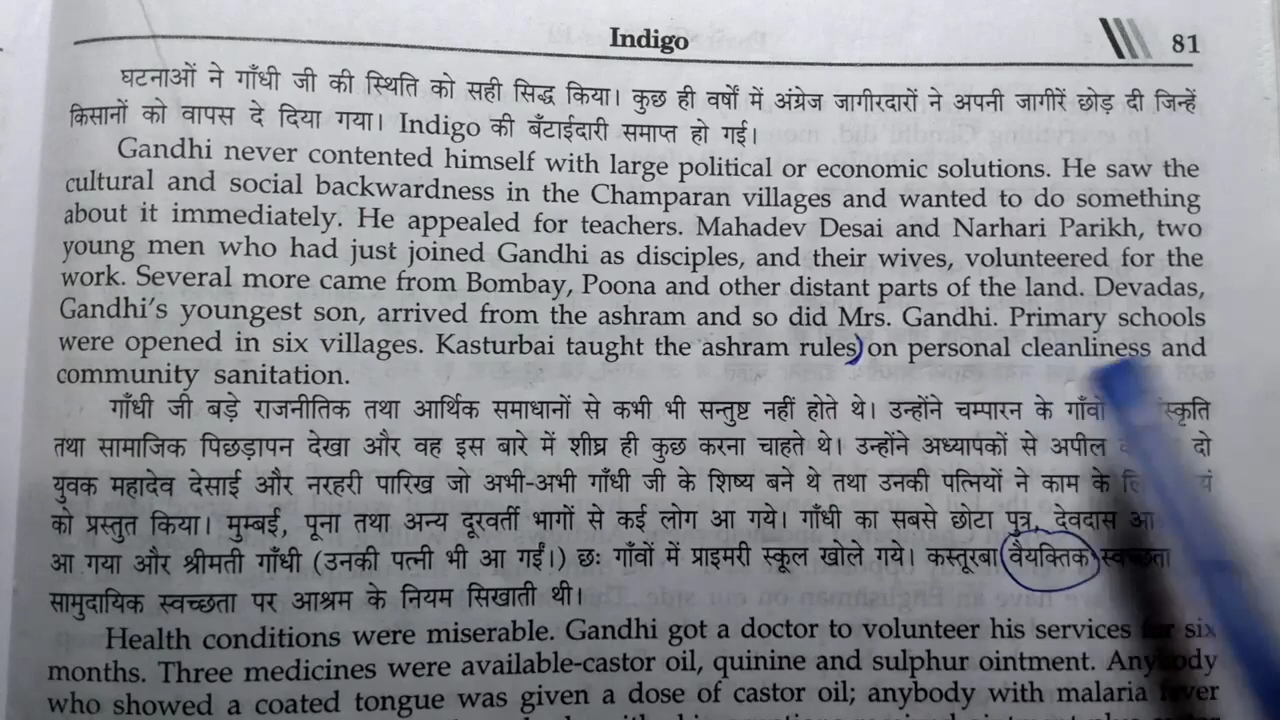 Indigo 81
घटनाओं ने गाँधी जी की स्थिति को सही सिद्ध किया। कुछ ही वर्षों में अंग्रेज जागीरदारों ने अपनी जागीरें छोड़ दी जिन्हें
किसानों को वापस दे दिया गया। Indigo की बँटाईदारी समाप्त हो गई।
Gandhi never contented himself with large political or economic solutions. He saw the
cultural and social backwardness in the Champaran villages and wanted to do something
about it immediately. He appealed for teachers. Mahadev Desai and Narhari Parikh, two
young men who had just joined Gandhi as disciples, and their wives, volunteered for the
work. Several more came from Bombay, Poona and other distant parts of the land. Devadas,
Gandhi's youngest son, arrived from the ashram and so did Mrs. Gandhi. Primary schools
were opened in six villages. Kasturbai taught the ashram rules on personal cleanliness and
community sanitation.
गाँधी जी बड़े राजनीतिक तथा आर्थिक समाधानों से कभी भी सन्तुष्ट नहीं होते थे। उन्होंने चम्पारन के गाँवों
तथा सामाजिक पिछड़ापन देखा और वह इस बारे में शीघ्र ही कुछ करना चाहते थे। उन्होंने अध्यापकों से अपील दो
युवक महादेव देसाई और नरहरी पारिख जो अभी-अभी गाँधी जी के शिष्य बने थे तथा उनकी पत्नियों ने काम के
को प्रस्तुत किया। मुम्बई, पूना तथा अन्य दूरवर्ती भागों से कई लोग आ गये। गाँधी का सबसे छोटा पुत्र, देवदास
आ गया और श्रीमती गाँधी (उनकी पत्नी भी आ गईं।) छः गाँवों में प्राइमरी स्कूल खोले गये। कस्तूरबा वैयक्तिक स्वच्छता
सामुदायिक स्वच्छता पर आश्रम के नियम सिखाती थी।
Health conditions were miserable. Gandhi got a doctor to volunteer his services for six
months. Three medicines were available-castor oil, quinine and sulphur ointment. Anybody
who showed a coated tongue was given a dose of castor oil; anybody with malaria fever